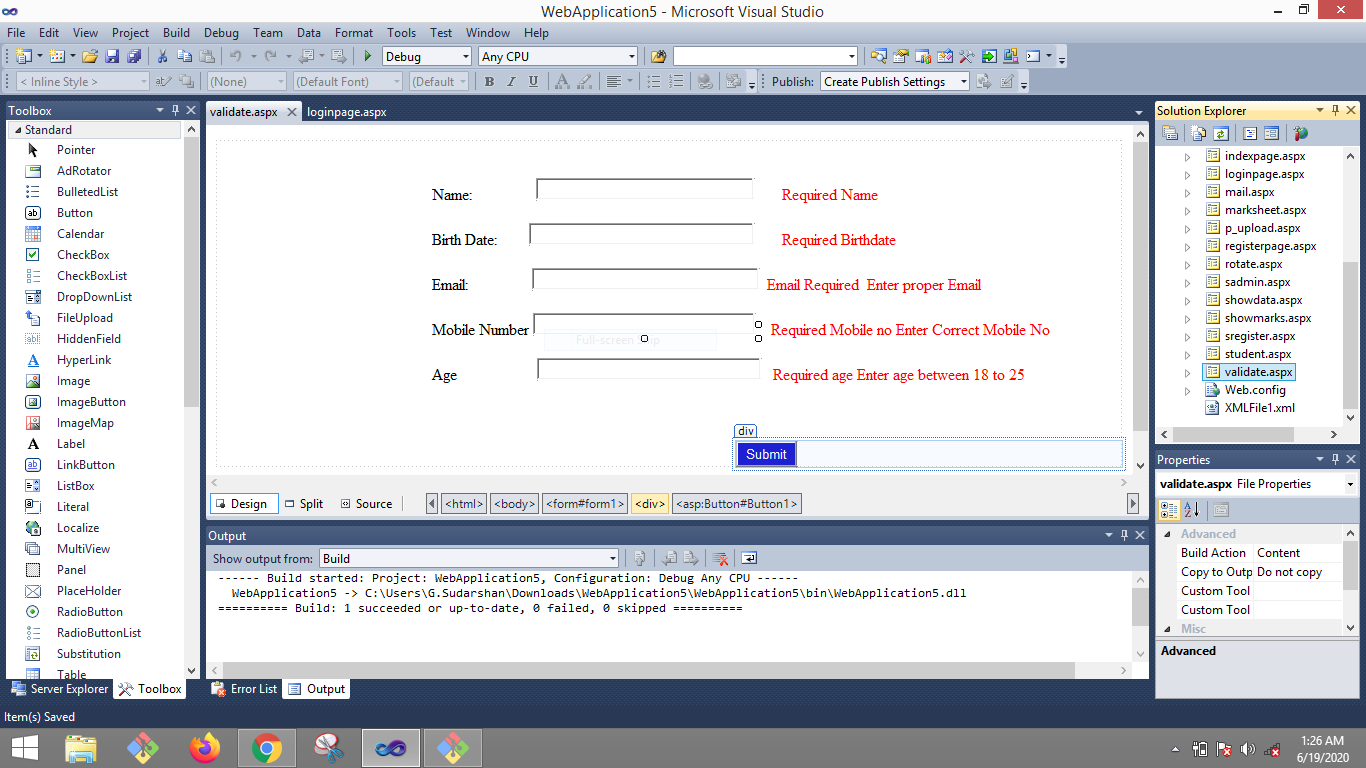 WebApplication5 - Microsoft Visual Studio
File Edit View Project Build Debug Team Data Format Tools Test Window Help
Debug Any CPU
< Inline Style > (None) (Default Font) (Default B I U A Publish: Create Publish Settings
Toolbox
Standard
Pointer
AdRotator
BulletedList
Button
Calendar
CheckBox
CheckBoxList
DropDownList
FileUpload
HiddenField
HyperLink
Image
ImageButton
ImageMap
Label
LinkButton
ListBox
Literal
Localize
MultiView
Panel
PlaceHolder
RadioButton
RadioButtonList
Substitution
Table
Server Explorer Toolbox
validate.aspx loginpage.aspx
Name: Required Name
Birth Date: Required Birthdate
Email: Email Required Enter proper Email
Mobile Number Required Mobile no Enter Correct Mobile No
Full-screen
Age Required age Enter age between 18 to 25
div
Submit
Design Split Source <html> <body> <form#form1> <div> <asp:Button#Button1>
Output
Show output from: Build
------ Build started: Project: WebApplication5, Configuration: Debug Any CPU ------
WebApplication5 -> C:\Users\G.Sudarshan\Downloads\WebApplication5\WebApplication5\bin\WebApplication5.dll
========== Build: 1 succeeded or up-to-date, 0 failed, 0 skipped ==========
Error List Output
Solution Explorer
indexpage.aspx
loginpage.aspx
mail.aspx
marksheet.aspx
p_upload.aspx
registerpage.aspx
rotate.aspx
sadmin.aspx
showdata.aspx
showmarks.aspx
sregister.aspx
student.aspx
validate.aspx
Web.config
XMLFile1.xml
Properties
validate.aspx File Properties
Advanced
Build Action Content
Copy to Outp Do not copy
Custom Tool
Custom Tool
Misc
Advanced
Item(s) Saved
1:26 AM
6/19/2020